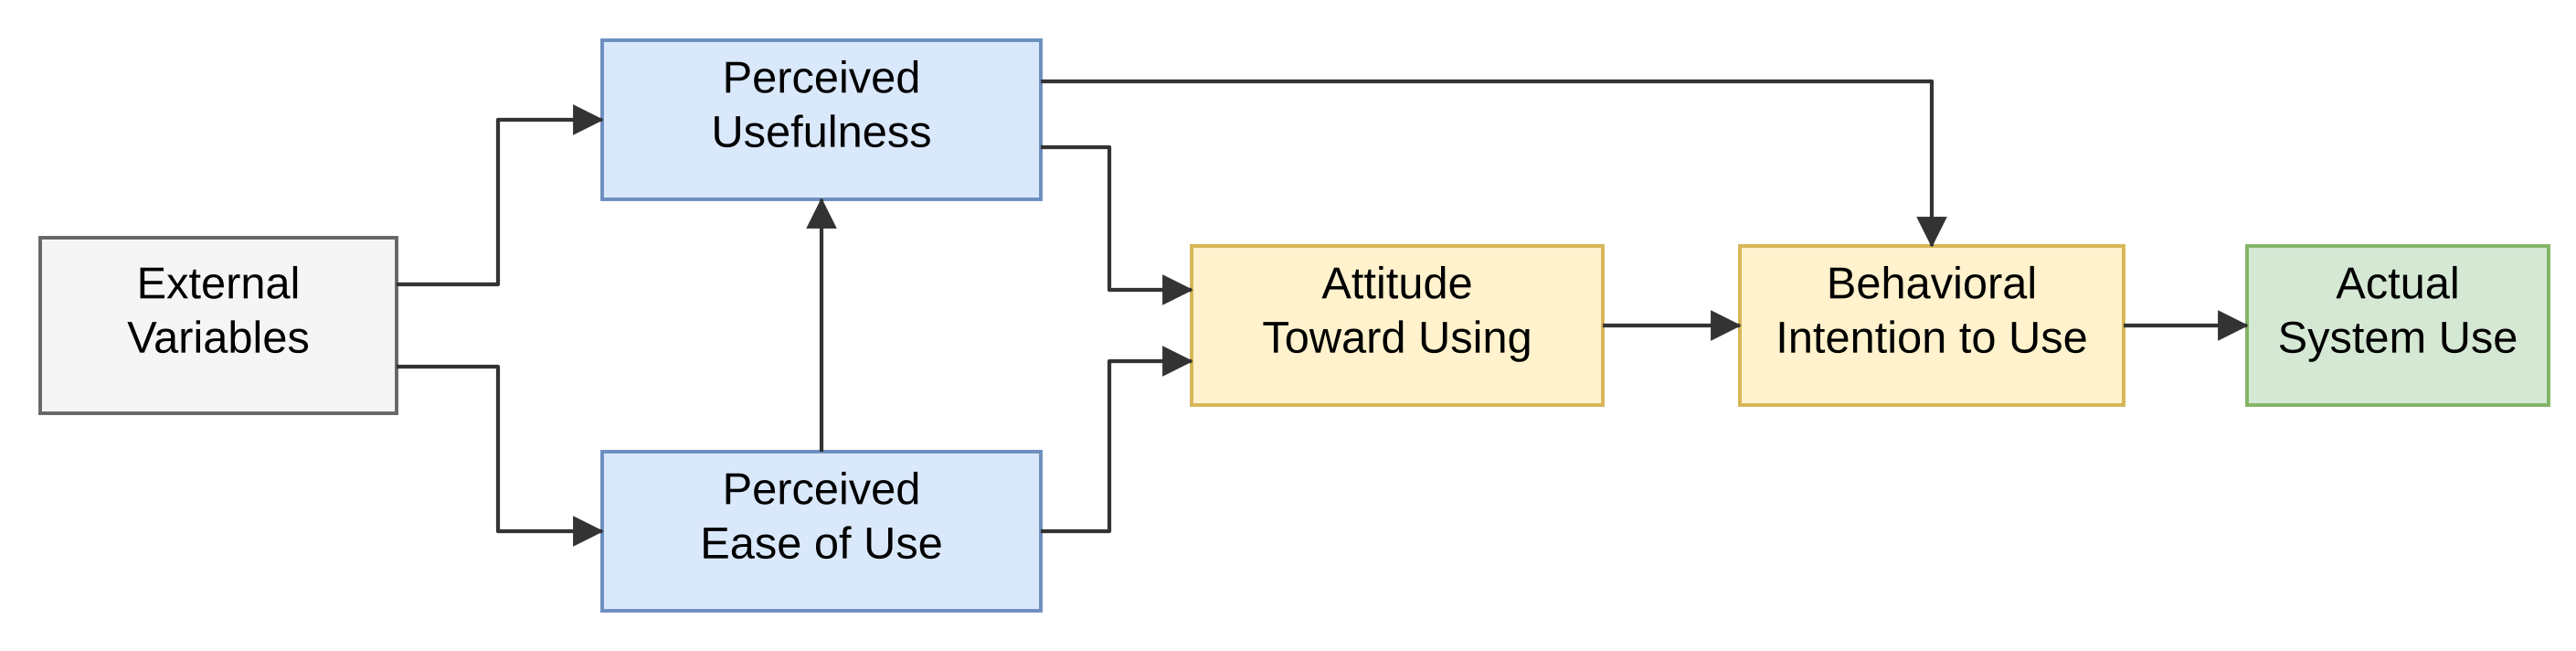 External
Variables
Perceived
Usefulness
Perceived
Ease of Use
Attitude
Toward Using
Behavioral
Intention to Use
Actual
System Use